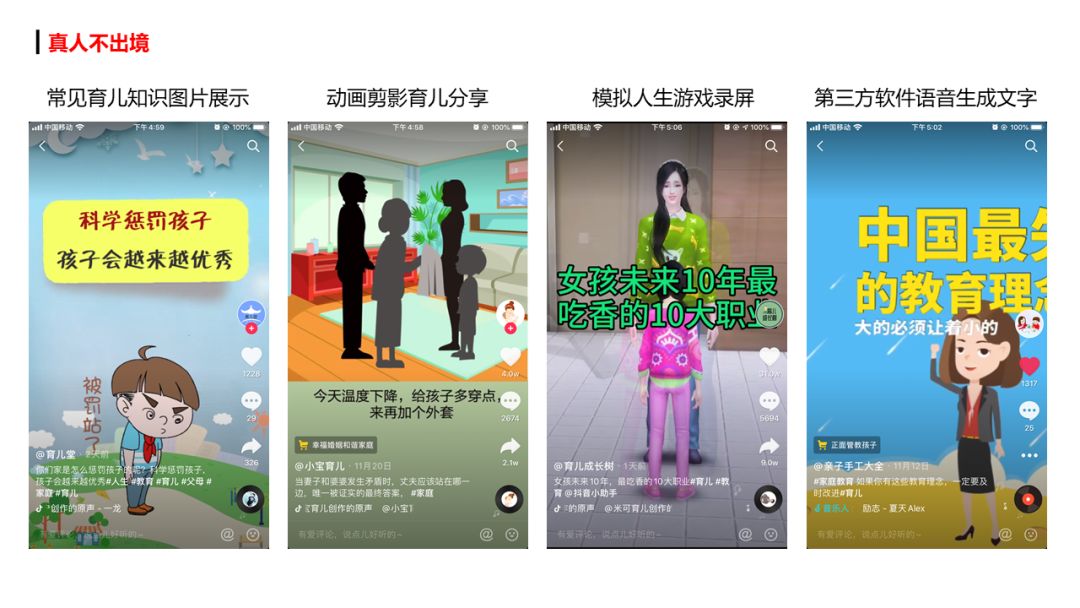 真人不出境
常见育儿知识图片展示
动画剪影育儿分享
模拟人生游戏录屏
第三方软件语音生成文字
中国移动
下午4:59
100%
科学惩罚孩子
孩子会越来越优秀
被罚站了
1228
29
326
@育儿堂 · 2天前
你们家是怎么惩罚孩子的呢?科学惩罚孩子,
孩子会越来越优秀#人生 #教育 #育儿 #父母 #
家庭 #育儿
创作的原声 - 一龙
有爱评论,说点儿好听的~
中国移动
下午4:58
100%
今天温度下降,给孩子多穿点,
来再加个外套
4.0w
2674
2.1w
幸福婚姻和谐家庭
@小宝育儿 · 11月20日
当妻子和婆婆发生矛盾时,丈夫应该站在哪一
边,唯一被证实的最终答案, #家庭
育儿创作的原声 @小宝
有爱评论,说点儿好听的~
中国移动
下午5:06
100%
女孩未来10年最
吃香的10大职业
31.0w
5694
9.0w
@育儿成长树 · 1天前
女孩未来10年,最吃香的10大职业#育儿 #教
育 @抖音小助手
的原声 @米可育儿创作的
有爱评论,说点儿好听的~
中国移动
下午5:02
100%
中国最失
的教育理念
大的必须让着小的
1317
25
正面管教孩子
@亲子手工大全 · 11月12日
#家庭教育 如果你有这些教育理念,一定要及
时改进#育儿
音乐人
励志 - 夏天Alex
有爱评论,说点儿好听的~